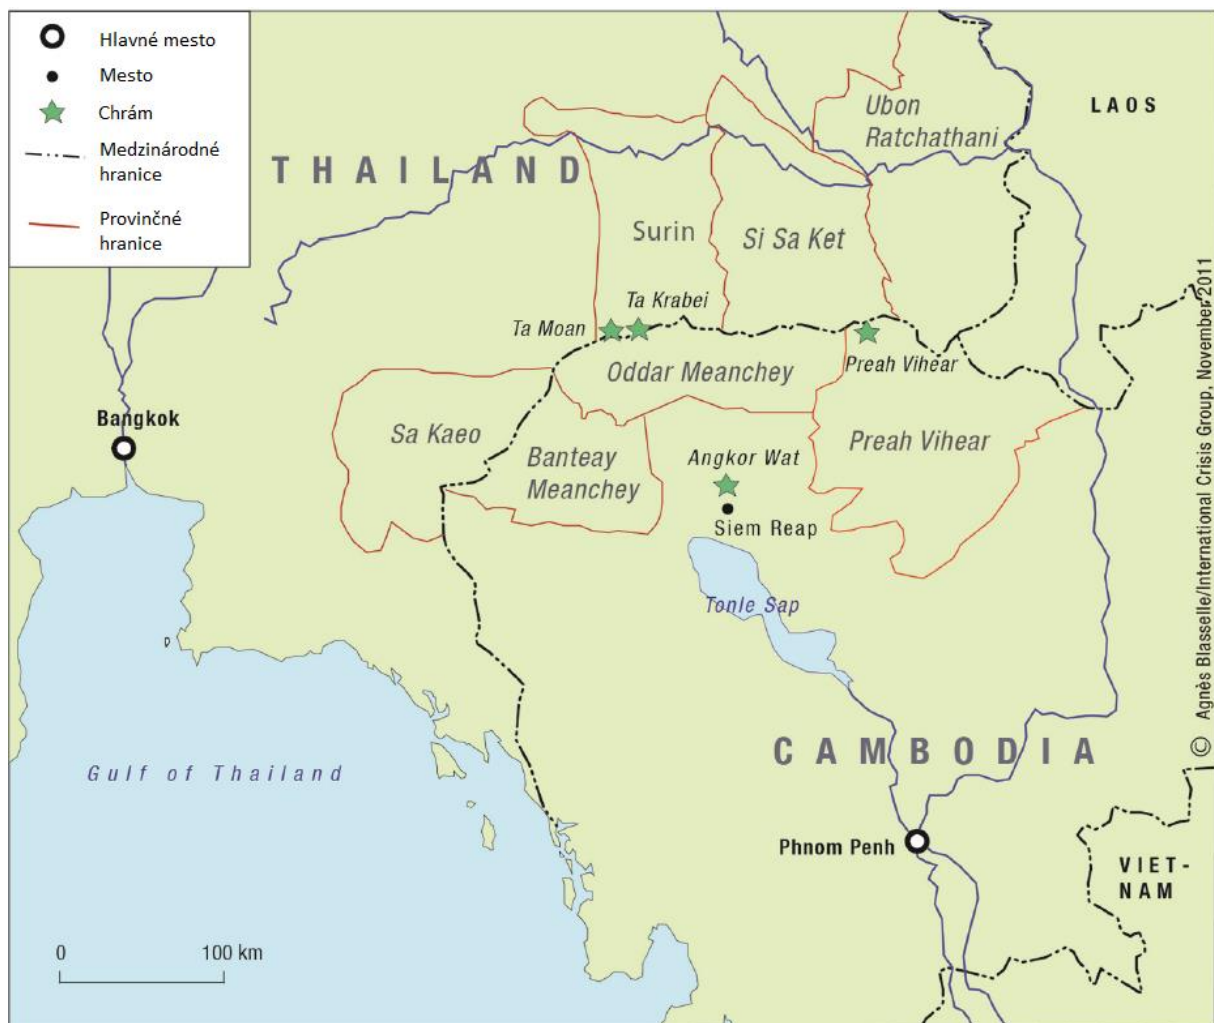 Hlavné mesto
Mesto
Chrám
Medzinárodné
hranice
Provinčné
hranice
THAILAND
LAOS
Ubon
Ratchathani
Surin
Si Sa Ket
Ta Krabei
Ta Moan
Oddar Meanchey
Preah Vihear
Bangkok
Sa Kaeo
Banteay
Meanchey
Angkor Wat
Preah Vihear
Siem Reap
Tonle Sap
Gulf of Thailand
CAMBODIA
Phnom Penh
VIET-
NAM
0 100 km
© Agnès Blasselle/International Crisis Group, November 2011